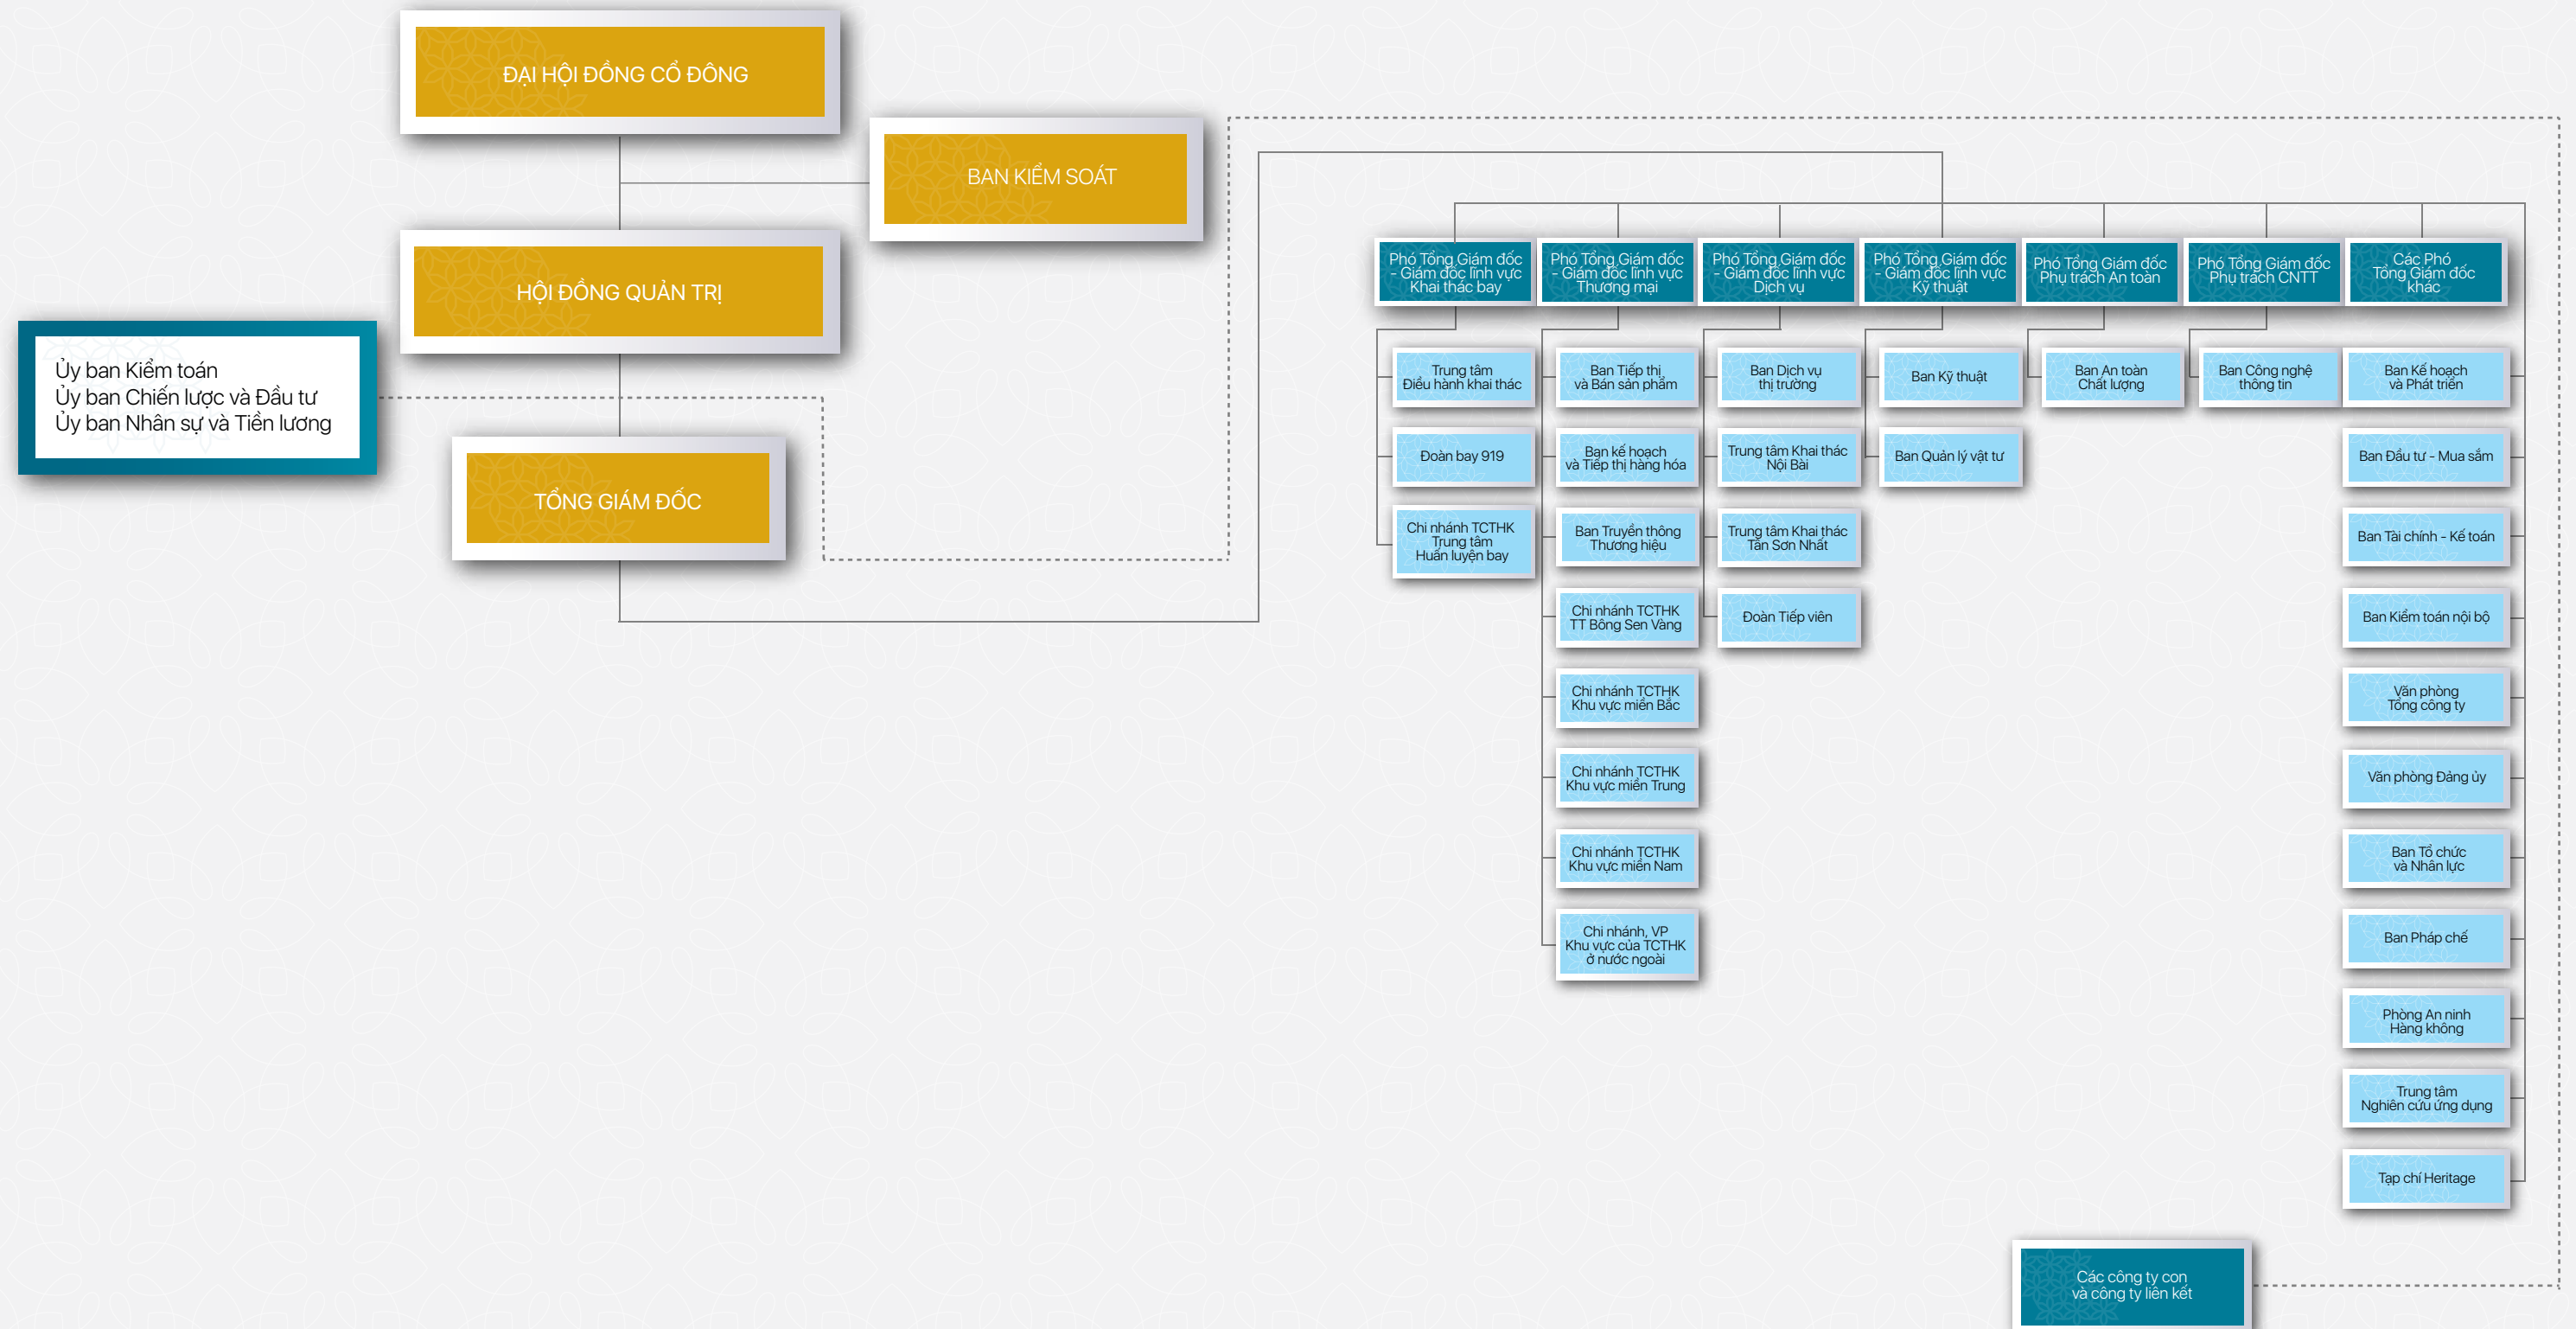 ĐẠI HỘI ĐỒNG CỔ ĐÔNG
BAN KIỂM SOÁT
HỘI ĐỒNG QUẢN TRỊ
Ủy ban Kiểm toán
Ủy ban Chiến lược và Đầu tư
Ủy ban Nhân sự và Tiền lương
TỔNG GIÁM ĐỐC
Phó Tổng Giám đốc
- Giám đốc lĩnh vực
Khai thác bay
Trung tâm
Điều hành khai thác
Đoàn bay 919
Chi nhánh TCTHK
Trung tâm
Huấn luyện bay
Phó Tổng Giám đốc
- Giám đốc lĩnh vực
Thương mại
Ban Tiếp thị
và Bán sản phẩm
Ban kế hoạch
và Tiếp thị hàng hóa
Ban Truyền thông
Thương hiệu
Chi nhánh TCTHK
TT Bông Sen Vàng
Chi nhánh TCTHK
Khu vực miền Bắc
Chi nhánh TCTHK
Khu vực miền Trung
Chi nhánh TCTHK
Khu vực miền Nam
Chi nhánh, VP
Khu vực của TCTHK
ở nước ngoài
Phó Tổng Giám đốc
- Giám đốc lĩnh vực
Dịch vụ
Ban Dịch vụ
thị trường
Trung tâm Khai thác
Nội Bài
Trung tâm Khai thác
Tân Sơn Nhất
Đoàn Tiếp viên
Phó Tổng Giám đốc
- Giám đốc lĩnh vực
Kỹ thuật
Ban Kỹ thuật
Ban Quản lý vật tư
Phó Tổng Giám đốc
Phụ trách An toàn
Ban An toàn
Chất lượng
Phó Tổng Giám đốc
Phụ trách CNTT
Ban Công nghệ
thông tin
Các Phó
Tổng Giám đốc
khác
Ban Kế hoạch
và Phát triển
Ban Đầu tư - Mua sắm
Ban Tài chính - Kế toán
Ban Kiểm toán nội bộ
Văn phòng
Tổng công ty
Văn phòng Đảng ủy
Ban Tổ chức
và Nhân lực
Ban Pháp chế
Phòng An ninh
Hàng không
Trung tâm
Nghiên cứu ứng dụng
Tạp chí Heritage
Các công ty con
và công ty liên kết